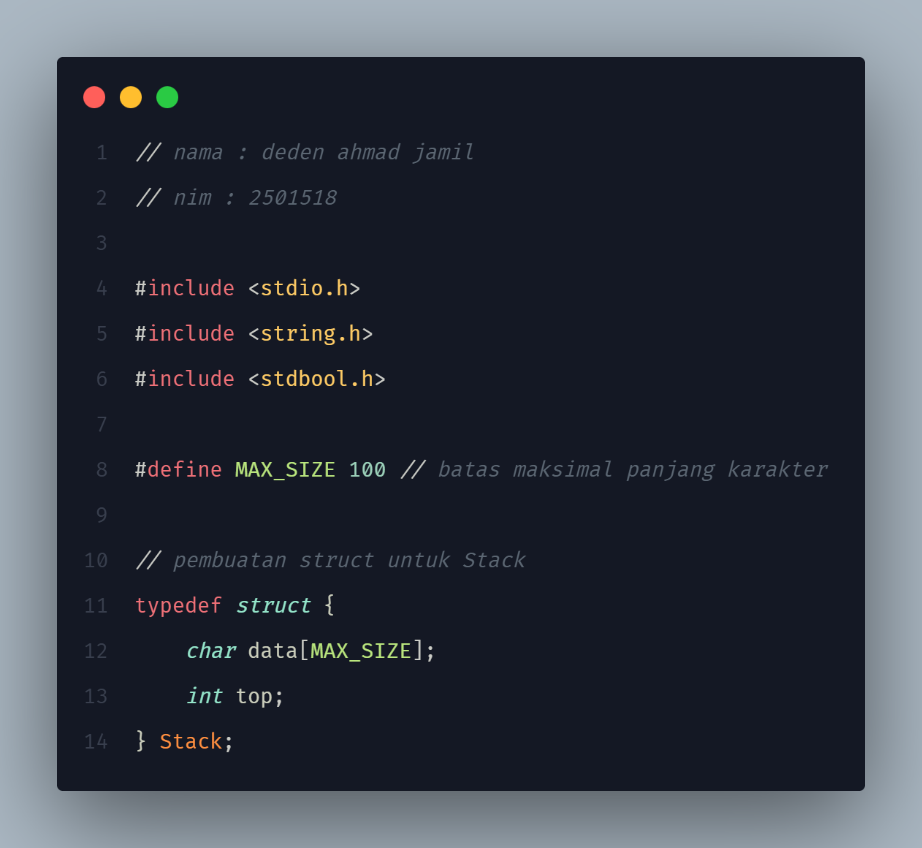 1 // nama : deden ahmad jamil
2 // nim : 2501518
3
4 #include <stdio.h>
5 #include <string.h>
6 #include <stdbool.h>
7
8 #define MAX_SIZE 100 // batas maksimal panjang karakter
9
10 // pembuatan struct untuk Stack
11 typedef struct {
12     char data[MAX_SIZE];
13     int top;
14 } Stack;